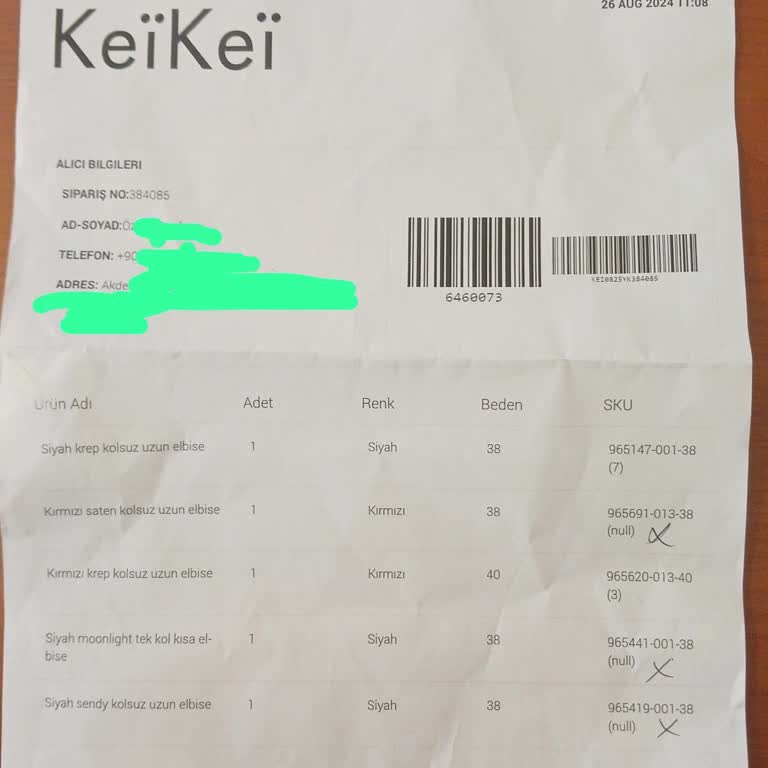 26 AUG 2024 11:08
KeïKeï
ALICI BILGILERI
SIPARIŞ NO:384085
AD-SOYAD:
TELEFON: +90
ADRES: Akde
6460073
KEI0825YK384085
Ürün Adı Adet Renk Beden SKU
Siyah krep kolsuz uzun elbise 1 Siyah 38 965147-001-38
(7)
Kırmızı saten kolsuz uzun elbise 1 Kırmızı 38 965691-013-38
(null) X
Kırmızı krep kolsuz uzun elbise 1 Kırmızı 40 965620-013-40
(3)
Siyah moonlight tek kol kısa el- 1 Siyah 38 965441-001-38
bise (null) X
Siyah sendy kolsuz uzun elbise 1 Siyah 38 965419-001-38
(null) X